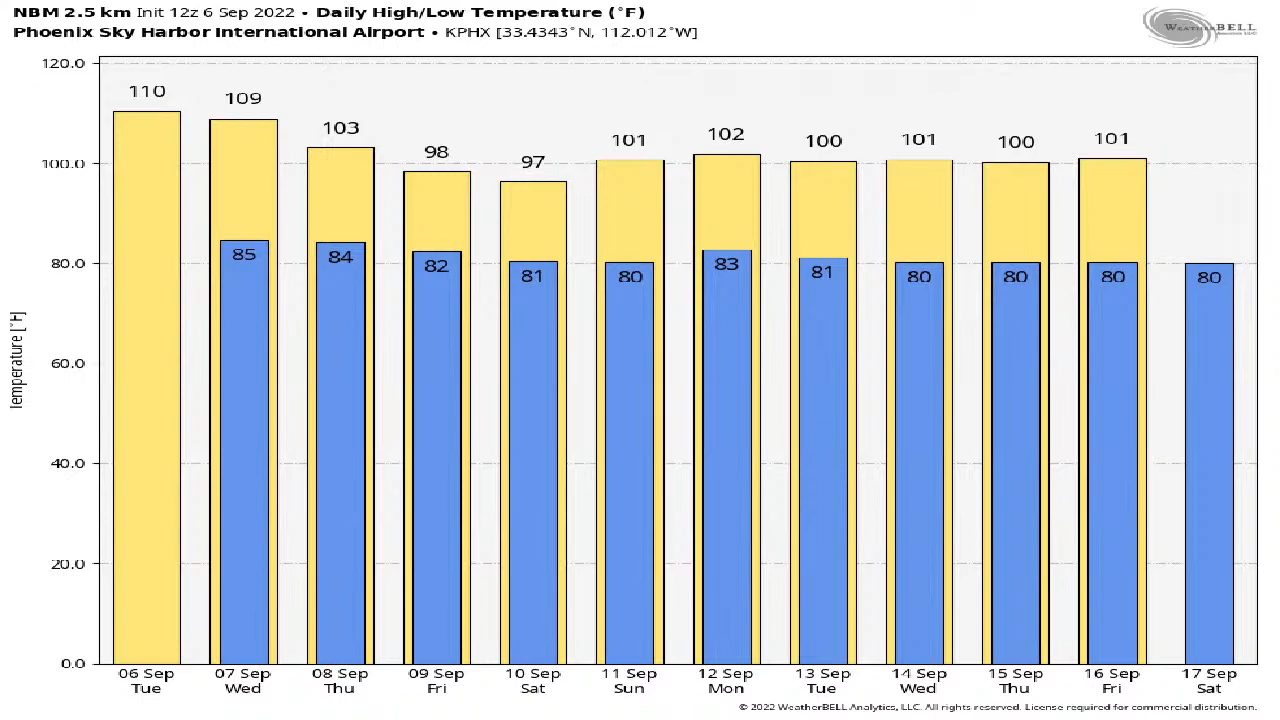 NBM 2.5 km Init 12z 6 Sep 2022 • Daily High/Low Temperature (°F)
Phoenix Sky Harbor International Airport • KPHX [33.4343°N, 112.012°W]
WEATHERBELL
120.0
100.0
80.0
60.0
40.0
20.0
0.0
Temperature [°F]
110 109 103 98 97 101 102 100 101 100 101
85 84 82 81 80 83 81 80 80 80 80
06 Sep 07 Sep 08 Sep 09 Sep 10 Sep 11 Sep 12 Sep 13 Sep 14 Sep 15 Sep 16 Sep 17 Sep
Tue Wed Thu Fri Sat Sun Mon Tue Wed Thu Fri Sat
© 2022 WeatherBELL Analytics, LLC. All rights reserved. License required for commercial distribution.